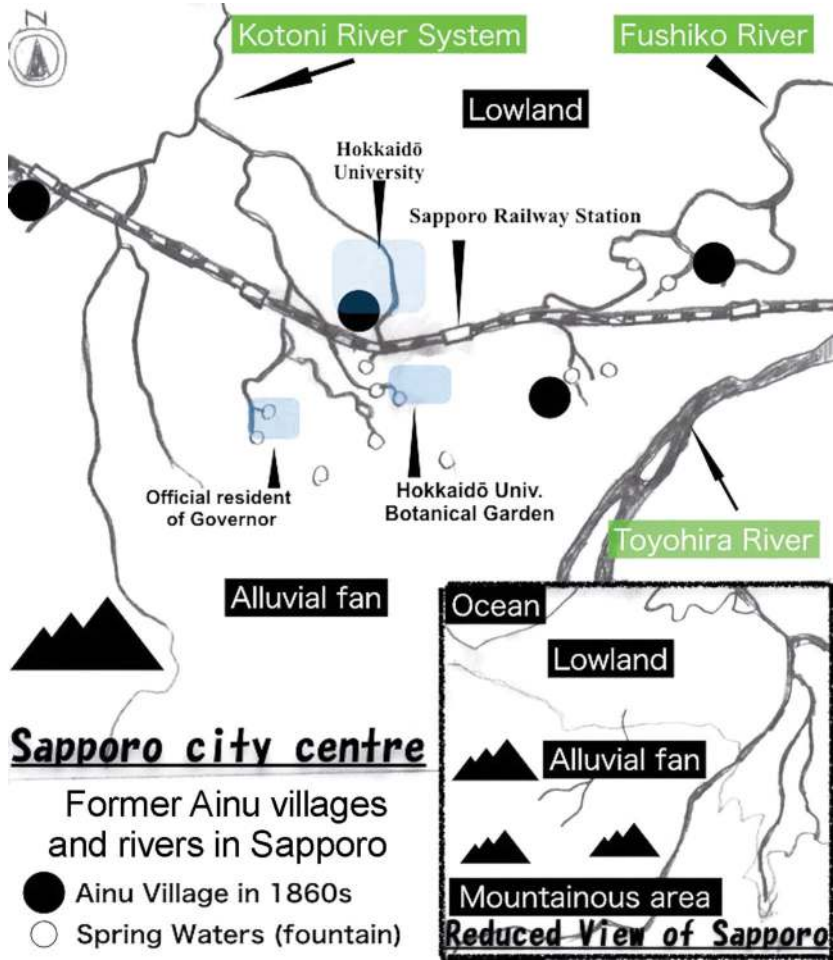 N
Kotoni River System
Fushiko River
Lowland
Hokkaidō
University
Sapporo Railway Station
Official resident
of Governor
Hokkaidō Univ.
Botanical Garden
Toyohira River
Alluvial fan
Sapporo city centre
Former Ainu villages
and rivers in Sapporo
Ainu Village in 1860s
Spring Waters (fountain)
Ocean
Lowland
Alluvial fan
Mountainous area
Reduced View of Sapporo